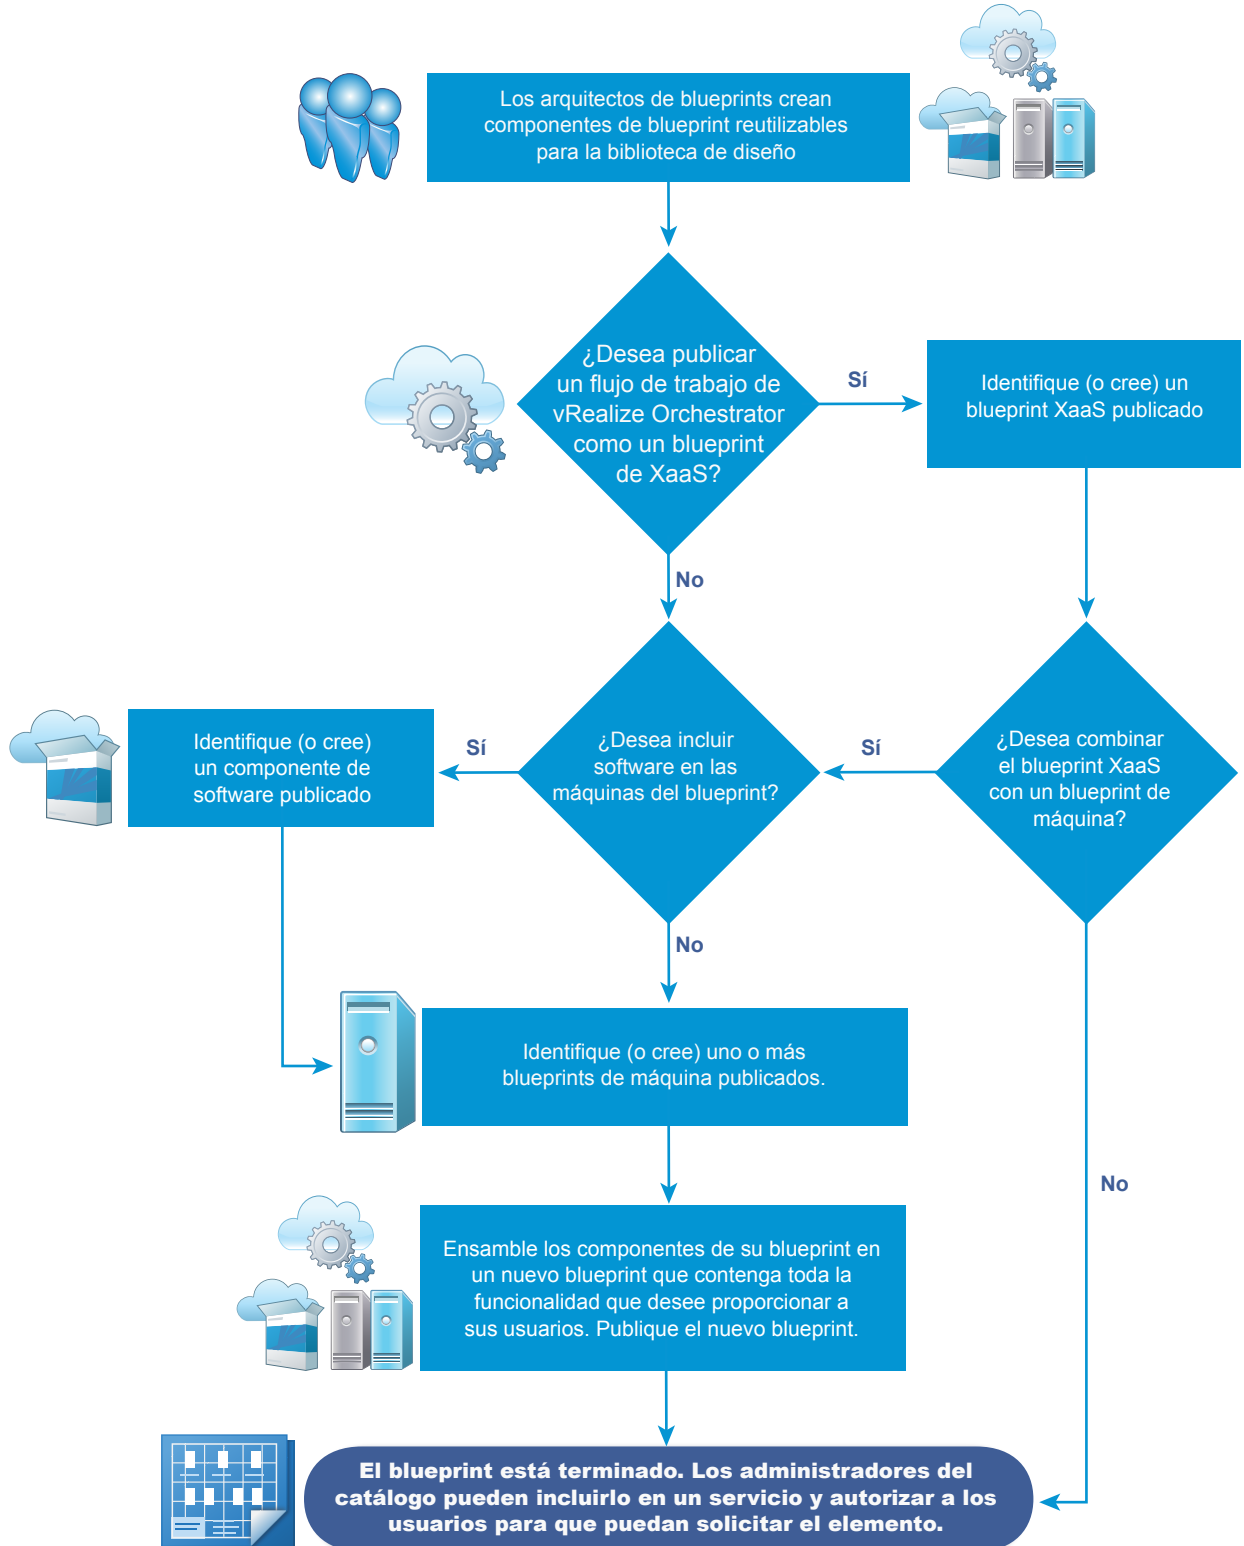 Los arquitectos de blueprints crean
componentes de blueprint reutilizables
para la biblioteca de diseño
¿Desea publicar
un flujo de trabajo de
vRealize Orchestrator
como un blueprint
de XaaS?
Sí
Identifique (o cree) un
blueprint XaaS publicado
No
Identifique (o cree)
un componente de
software publicado
Sí
¿Desea incluir
software en las
máquinas del blueprint?
Sí
¿Desea combinar
el blueprint XaaS
con un blueprint de
máquina?
No
Identifique (o cree) uno o más
blueprints de máquina publicados.
No
Ensamble los componentes de su blueprint en
un nuevo blueprint que contenga toda la
funcionalidad que desee proporcionar a
sus usuarios. Publique el nuevo blueprint.
El blueprint está terminado. Los administradores del
catálogo pueden incluirlo en un servicio y autorizar a los
usuarios para que puedan solicitar el elemento.